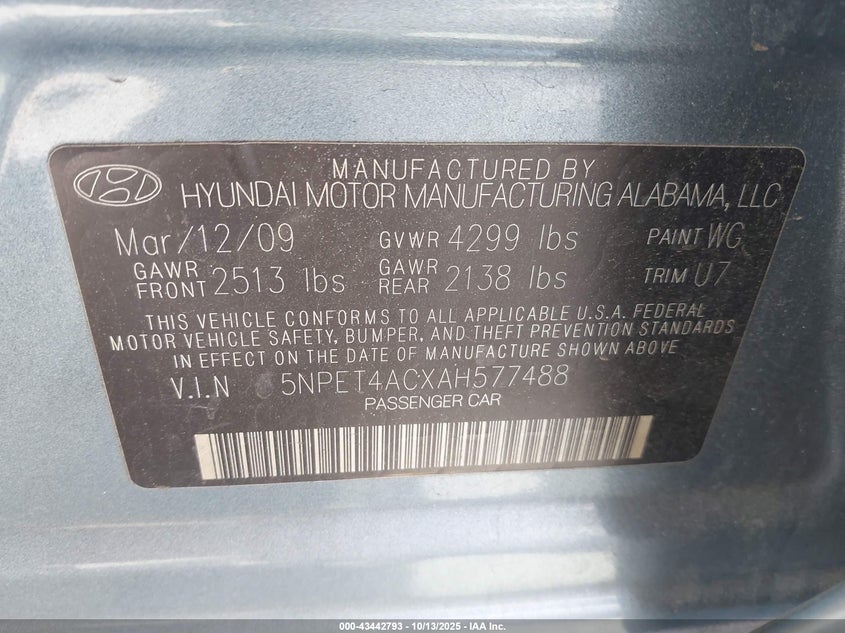 MANUFACTURED BY
HYUNDAI MOTOR MANUFACTURING ALABAMA, LLC
Mar/12/09 GVWR 4299 lbs PAINT WG
GAWR FRONT 2513 lbs GAWR REAR 2138 lbs TRIM U7
THIS VEHICLE CONFORMS TO ALL APPLICABLE U.S.A. FEDERAL
MOTOR VEHICLE SAFETY, BUMPER, AND THEFT PREVENTION STANDARDS
IN EFFECT ON THE DATE OF MANUFACTURE SHOWN ABOVE
V.I.N 5NPET4ACXAH577488
PASSENGER CAR
000-43442793 - 10/13/2025 - IAA Inc.